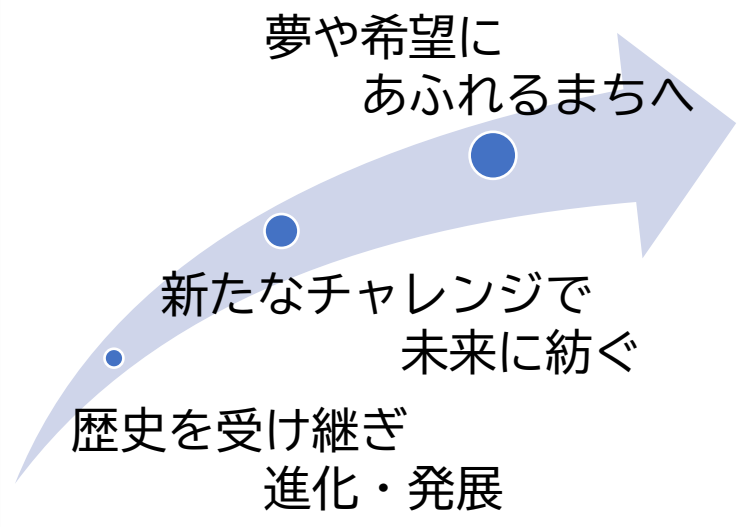 夢や希望に
あふれるまちへ
新たなチャレンジで
未来に紡ぐ
歴史を受け継ぎ
進化・発展